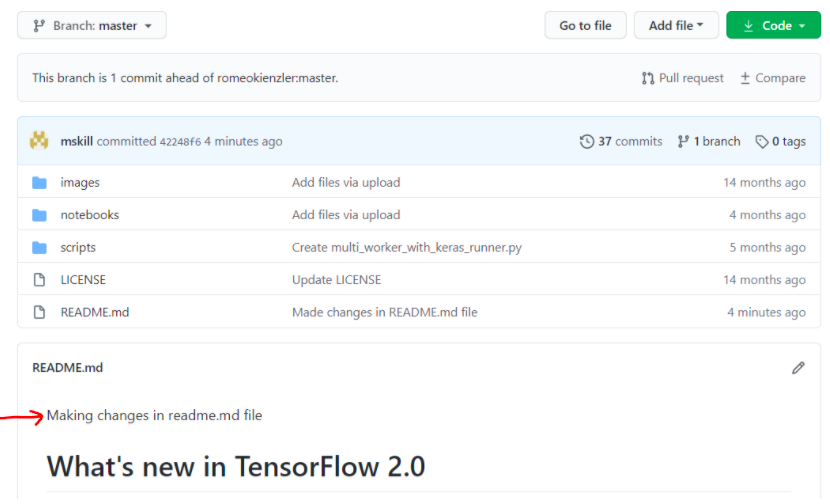 Branch: master Go to file Add file Code
This branch is 1 commit ahead of romeokienzler:master. Pull request Compare
mskill committed 42248f6 4 minutes ago 37 commits 1 branch 0 tags
images Add files via upload 14 months ago
notebooks Add files via upload 4 months ago
scripts Create multi_worker_with_keras_runner.py 5 months ago
LICENSE Update LICENSE 14 months ago
README.md Made changes in README.md file 4 minutes ago
README.md
Making changes in readme.md file
What's new in TensorFlow 2.0